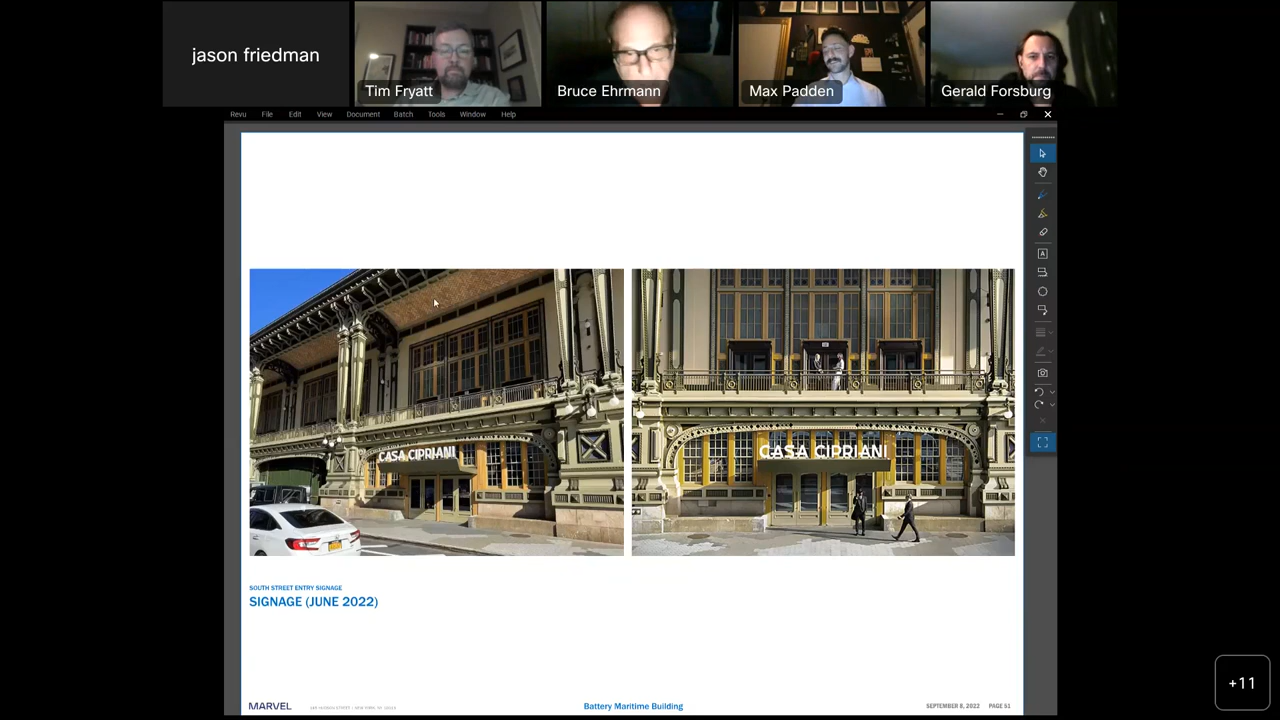 jason friedman
Tim Fryatt
Bruce Ehrmann
Max Padden
Gerald Forsburg
Revu File Edit View Document Batch Tools Window Help
CASA CIPRIANI
CASA CIPRIANI
SOUTH STREET ENTRY SIGNAGE
SIGNAGE (JUNE 2022)
MARVEL
Battery Maritime Building
SEPTEMBER 8, 2022 PAGE 51
+11